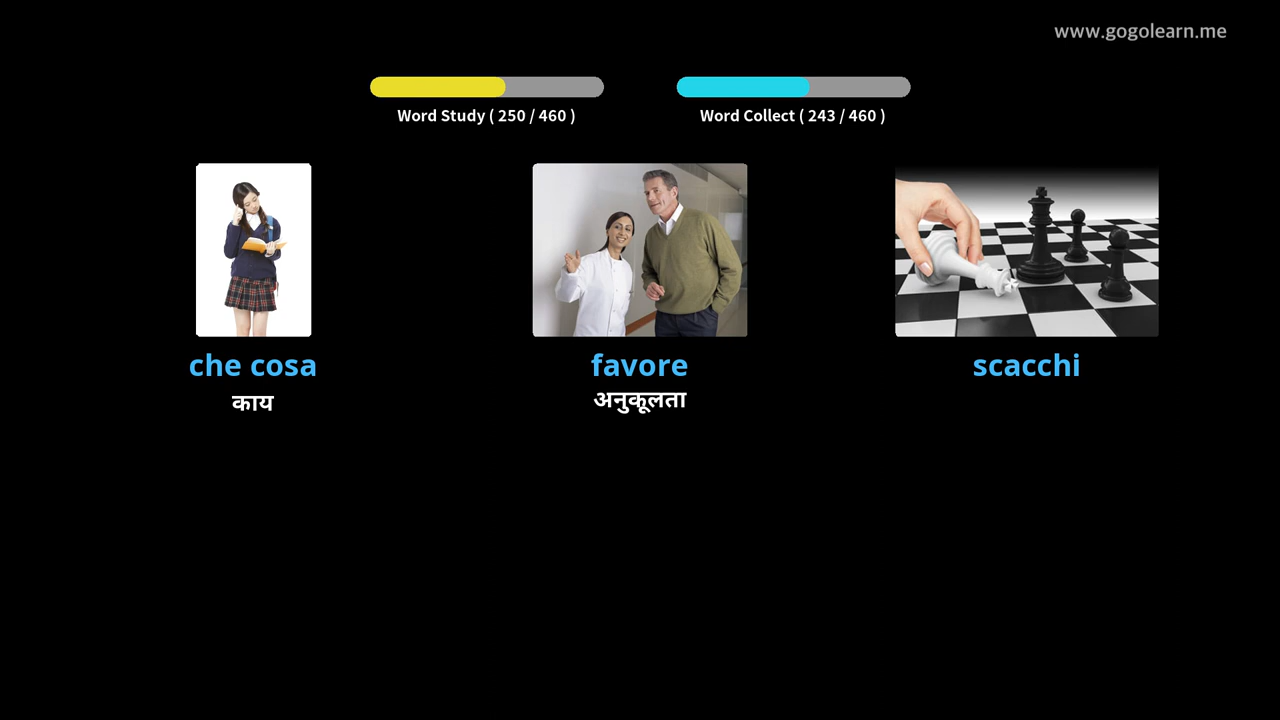 www.gogolearn.me
Word Study ( 250 / 460 )
Word Collect ( 243 / 460 )
che cosa
favore
scacchi
काय
अनुकूलता